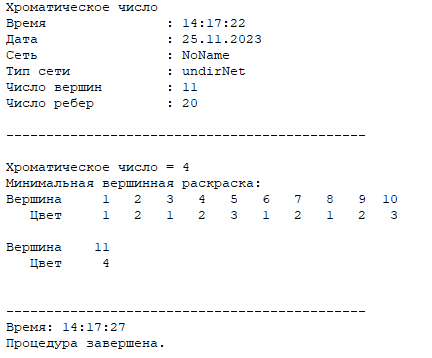 Хроматическое число
Время               : 14:17:22
Дата                : 25.11.2023
Сеть                : NoName
Тип сети            : undirNet
Число вершин        : 11
Число ребер         : 20
---------------------------------------------
Хроматическое число = 4
Минимальная вершинная раскраска:
Вершина     1   2   3   4   5   6   7   8   9  10
   Цвет     1   2   1   2   3   1   2   1   2   3
Вершина    11
   Цвет     4
---------------------------------------------
Время: 14:17:27
Процедура завершена.